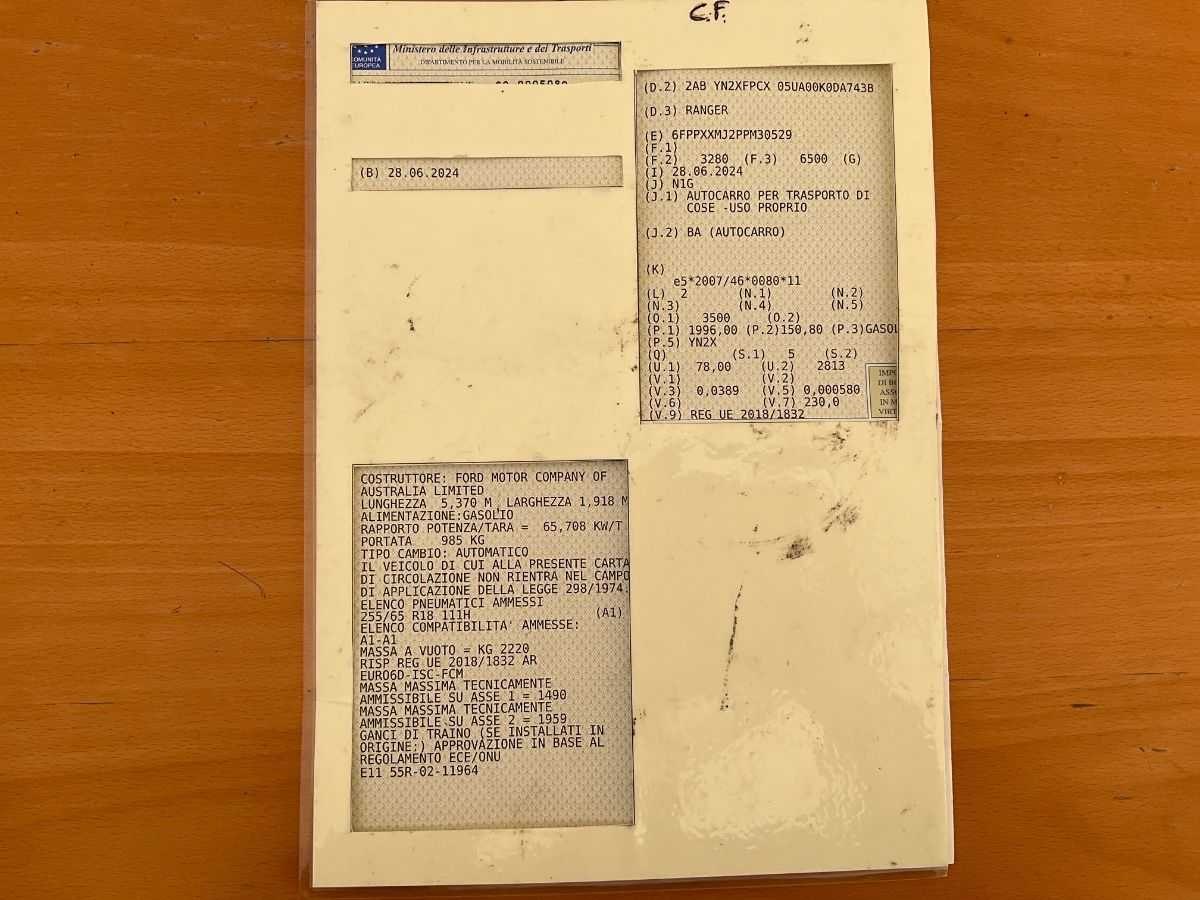 C.F.
COMUNITÀ
EUROPEA
Ministero delle Infrastrutture e dei Trasporti
DIPARTIMENTO PER LA MOBILITÀ SOSTENIBILE
(B) 28.06.2024
(D.2) 2AB YN2XFPCX 05UA00K0DA743B
(D.3) RANGER
(E) 6FPPXXMJ2PPM30529
(F.1)
(F.2) 3280 (F.3) 6500 (G)
(I) 28.06.2024
(J) N1G
(J.1) AUTOCARRO PER TRASPORTO DI
COSE -USO PROPRIO
(J.2) BA (AUTOCARRO)
(K)
e5*2007/46*0080*11
(L) 2 (N.1) (N.2)
(N.3) (N.4) (N.5)
(O.1) 3500 (O.2)
(P.1) 1996,00 (P.2)150,80 (P.3)GASOL
(P.5) YN2X
(Q) (S.1) 5 (S.2)
(U.1) 78,00 (U.2) 2813
(V.1) (V.2)
(V.3) 0,0389 (V.5) 0,000580
(V.6) (V.7) 230,0
(V.9) REG UE 2018/1832
IMPO
DI BO
ASSO
IN M
VIRT
COSTRUTTORE: FORD MOTOR COMPANY OF
AUSTRALIA LIMITED
LUNGHEZZA 5,370 M, LARGHEZZA 1,918 M
ALIMENTAZIONE:GASOLIO
RAPPORTO POTENZA/TARA = 65,708 KW/T
PORTATA 985 KG
TIPO CAMBIO: AUTOMATICO
IL VEICOLO DI CUI ALLA PRESENTE CARTA
DI CIRCOLAZIONE NON RIENTRA NEL CAMPO
DI APPLICAZIONE DELLA LEGGE 298/1974.
ELENCO PNEUMATICI AMMESSI
255/65 R18 111H (A1)
ELENCO COMPATIBILITA' AMMESSE:
A1-A1
MASSA A VUOTO = KG 2220
RISP REG UE 2018/1832 AR
EURO6D-ISC-FCM
MASSA MASSIMA TECNICAMENTE
AMMISSIBILE SU ASSE 1 = 1490
MASSA MASSIMA TECNICAMENTE
AMMISSIBILE SU ASSE 2 = 1959
GANCI DI TRAINO (SE INSTALLATI IN
ORIGINE;) APPROVAZIONE IN BASE AL
REGOLAMENTO ECE/ONU
E11 55R-02-11964